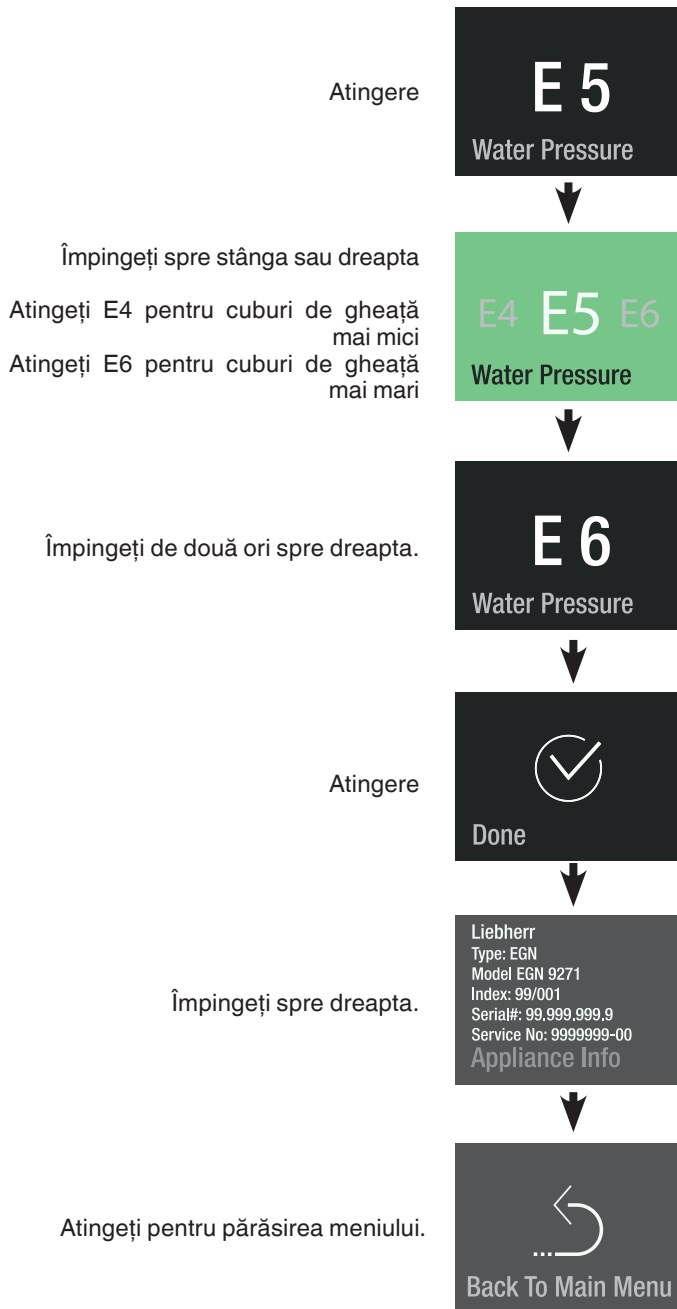 Atingere
E 5
Water Pressure
Împingeți spre stânga sau dreapta
Atingeți E4 pentru cuburi de gheață
mai mici
Atingeți E6 pentru cuburi de gheață
mai mari
E4 E5 E6
Water Pressure
Împingeți de două ori spre dreapta.
E 6
Water Pressure
Atingere
Done
Împingeți spre dreapta.
Liebherr
Type: EGN
Model EGN 9271
Index: 99/001
Serial#: 99.999.999.9
Service No: 9999999-00
Appliance Info
Atingeți pentru părăsirea meniului.
Back To Main Menu